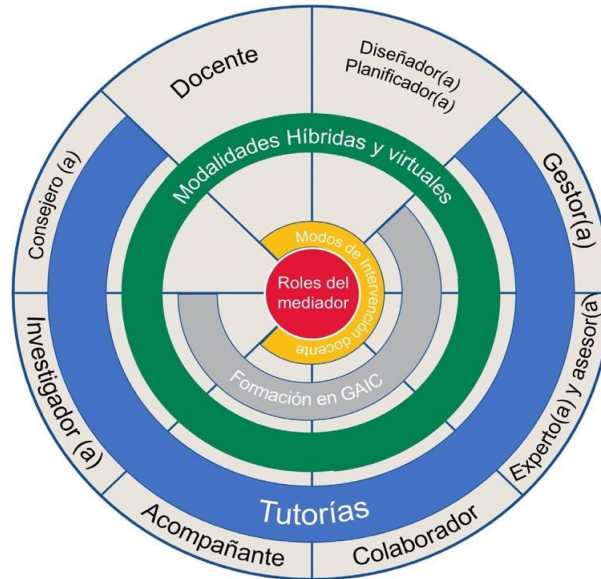 Docente
Diseñador(a)
Planificador(a)
Consejero (a)
Gestor(a)
Modalidades Híbridas y virtuales
Modos de Intervención docente
Roles del
mediador
Formación en GAIC
Investigador (a)
Experto(a) y asesor(a)
Tutorías
Acompañante
Colaborador